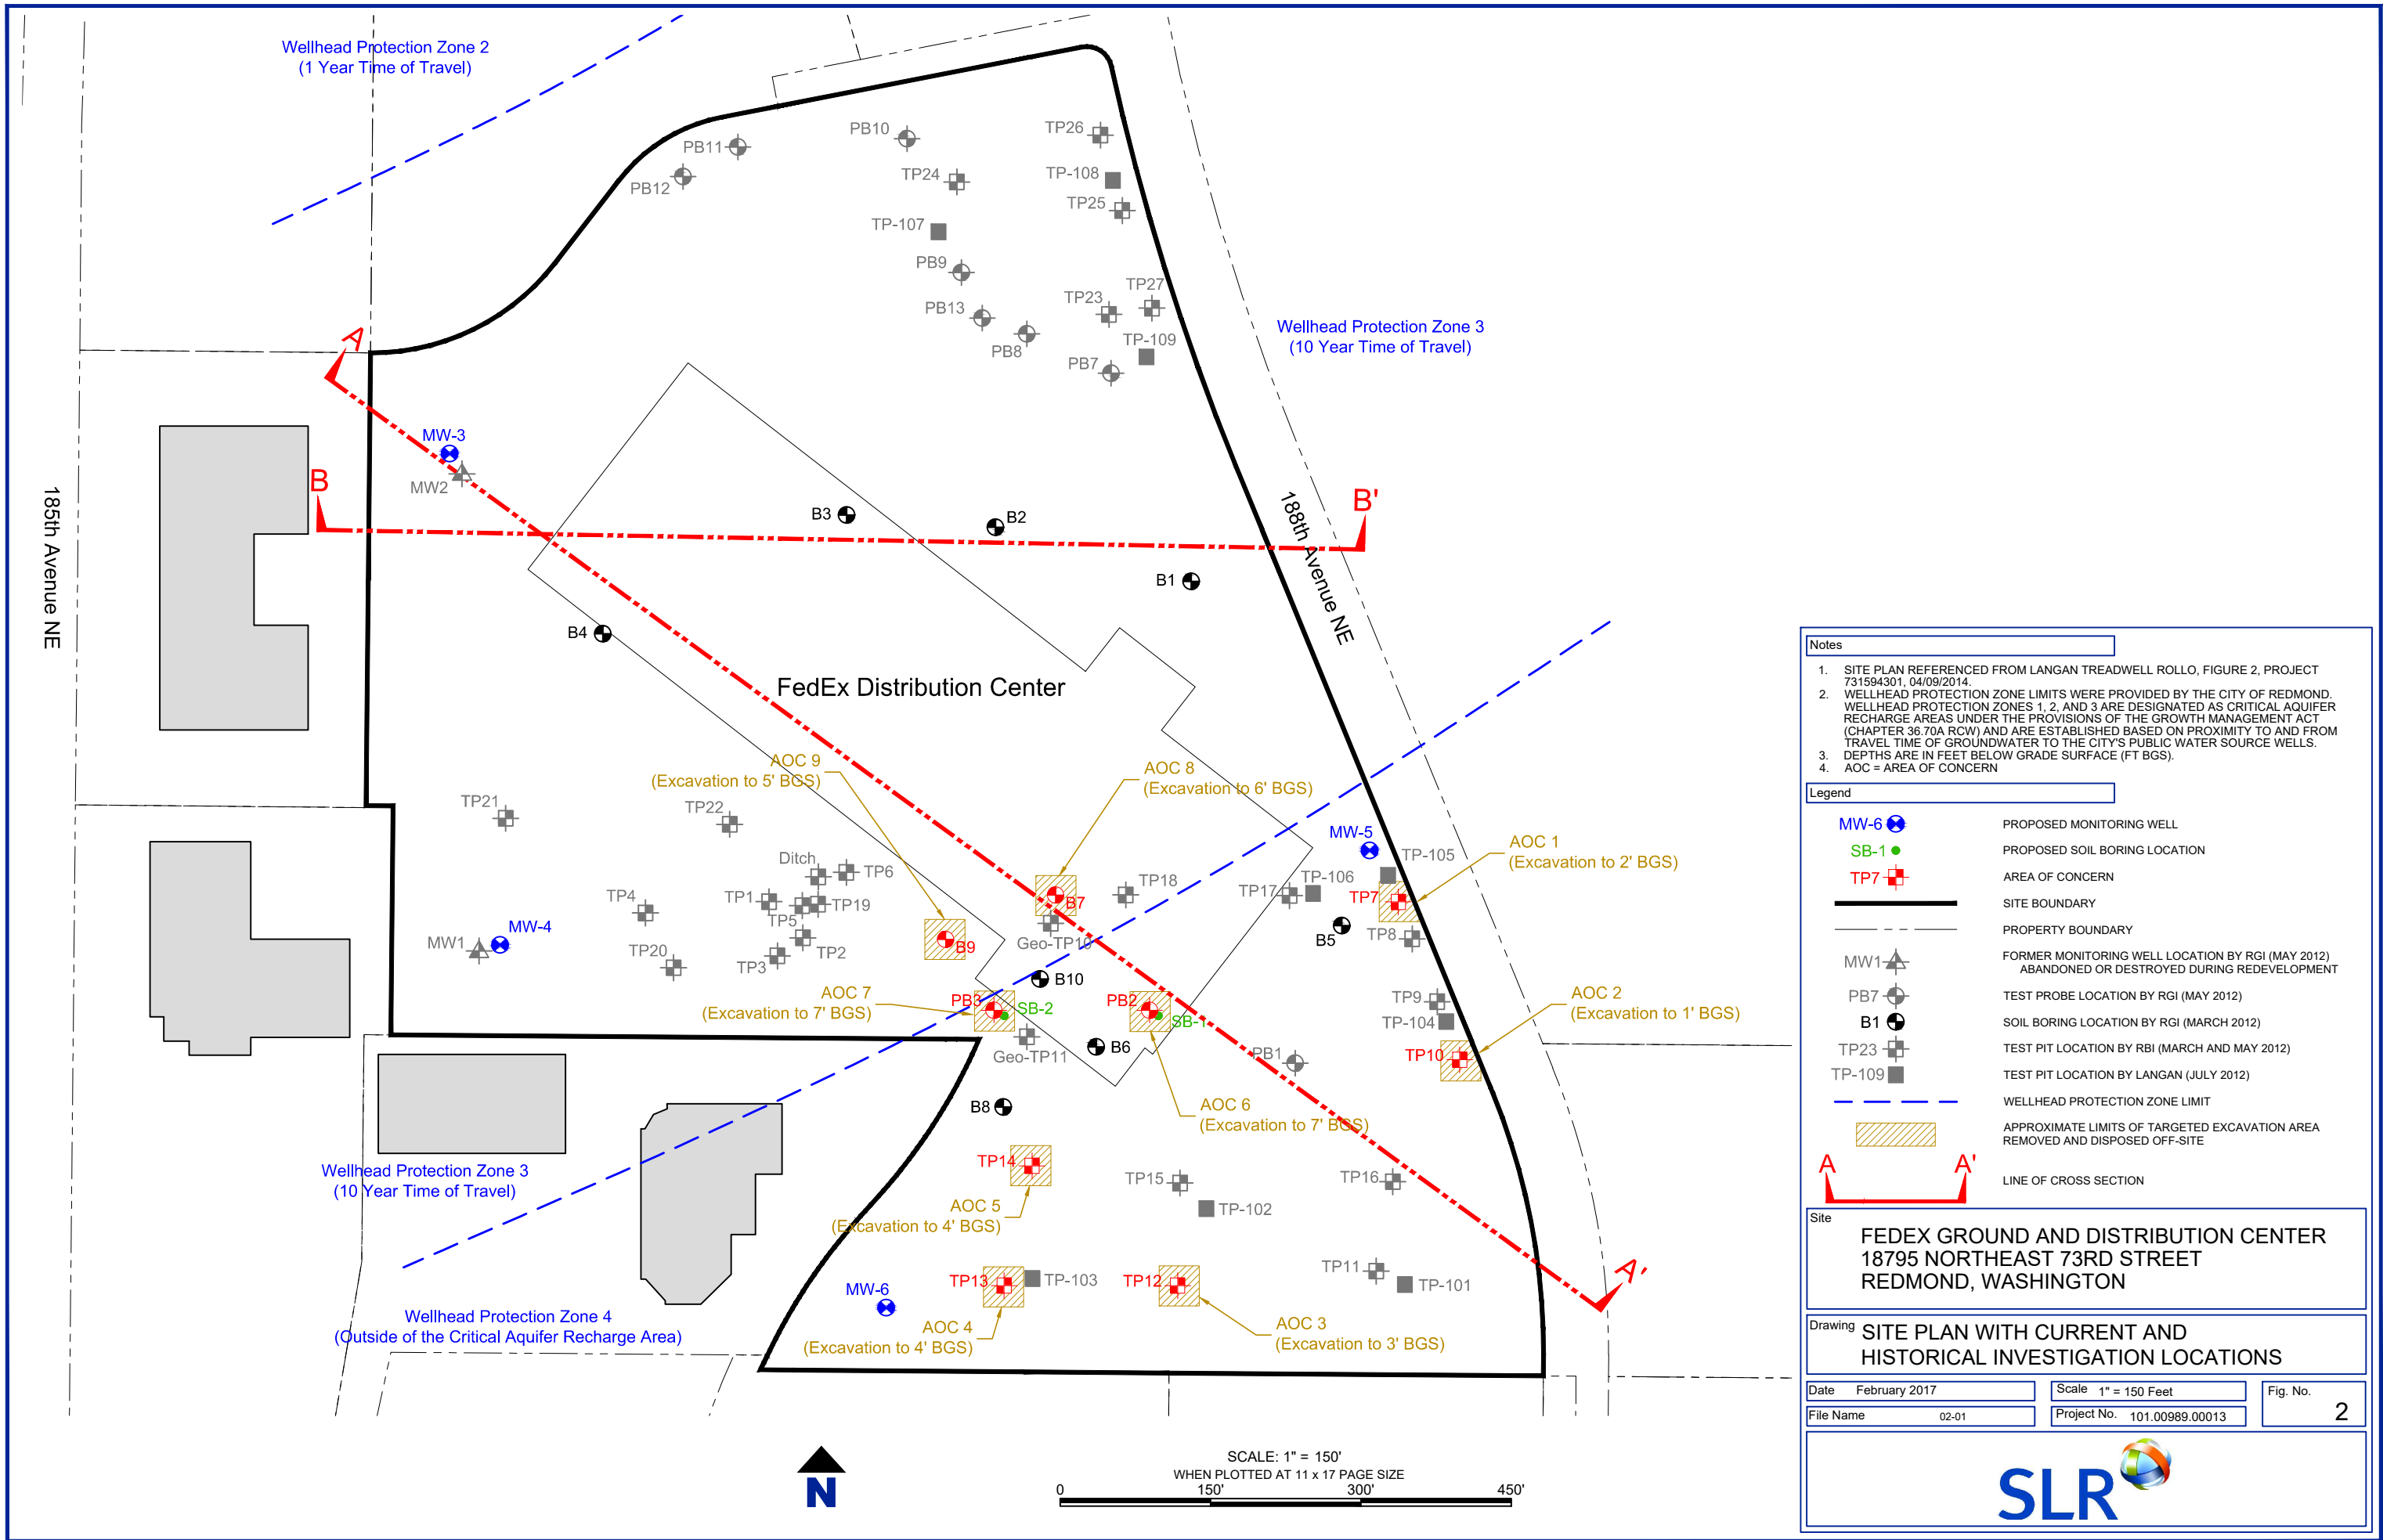 Wellhead Protection Zone 2
(1 Year Time of Travel)
PB10
TP26
PB11
TP24
TP-108
PB12
TP25
TP-107
PB9
TP27
TP23
PB13
Wellhead Protection Zone 3
(10 Year Time of Travel)
A
TP-109
PB8
PB7
MW-3
B
MW2
185th Avenue NE
B3
B2
B'
188th Avenue NE
B1
B4
FedEx Distribution Center
AOC 9
(Excavation to 5' BGS)
AOC 8
(Excavation to 6' BGS)
TP21
TP22
MW-5
AOC 1
(Excavation to 2' BGS)
TP-105
Ditch
TP6
TP18
TP-106
TP17
TP7
TP4
TP1
TP5
TP19
B7
MW-4
MW1
TP20
TP3
TP2
B9
Geo-TP10
B5
TP8
B10
AOC 7
(Excavation to 7' BGS)
PB3
SB-2
PB2
SB-1
TP9
TP-104
AOC 2
(Excavation to 1' BGS)
Geo-TP11
B6
PB1
TP10
B8
AOC 6
(Excavation to 7' BGS)
Wellhead Protection Zone 3
(10 Year Time of Travel)
TP14
TP15
TP16
AOC 5
(Excavation to 4' BGS)
TP-102
MW-6
TP13
TP-103
TP12
TP11
TP-101
A'
Wellhead Protection Zone 4
(Outside of the Critical Aquifer Recharge Area)
AOC 4
(Excavation to 4' BGS)
AOC 3
(Excavation to 3' BGS)
N
SCALE: 1" = 150'
WHEN PLOTTED AT 11 x 17 PAGE SIZE
0 150' 300' 450'
Notes
1. SITE PLAN REFERENCED FROM LANGAN TREADWELL ROLLO, FIGURE 2, PROJECT
731594301, 04/09/2014.
2. WELLHEAD PROTECTION ZONE LIMITS WERE PROVIDED BY THE CITY OF REDMOND.
WELLHEAD PROTECTION ZONES 1, 2, AND 3 ARE DESIGNATED AS CRITICAL AQUIFER
RECHARGE AREAS UNDER THE PROVISIONS OF THE GROWTH MANAGEMENT ACT
(CHAPTER 36.70A RCW) AND ARE ESTABLISHED BASED ON PROXIMITY TO AND FROM
TRAVEL TIME OF GROUNDWATER TO THE CITY'S PUBLIC WATER SOURCE WELLS.
3. DEPTHS ARE IN FEET BELOW GRADE SURFACE (FT BGS).
4. AOC = AREA OF CONCERN
Legend
MW-6 PROPOSED MONITORING WELL
SB-1 PROPOSED SOIL BORING LOCATION
TP7 AREA OF CONCERN
SITE BOUNDARY
PROPERTY BOUNDARY
MW1 FORMER MONITORING WELL LOCATION BY RGI (MAY 2012)
ABANDONED OR DESTROYED DURING REDEVELOPMENT
PB7 TEST PROBE LOCATION BY RGI (MAY 2012)
B1 SOIL BORING LOCATION BY RGI (MARCH 2012)
TP23 TEST PIT LOCATION BY RBI (MARCH AND MAY 2012)
TP-109 TEST PIT LOCATION BY LANGAN (JULY 2012)
WELLHEAD PROTECTION ZONE LIMIT
APPROXIMATE LIMITS OF TARGETED EXCAVATION AREA
REMOVED AND DISPOSED OFF-SITE
A A' LINE OF CROSS SECTION
Site
FEDEX GROUND AND DISTRIBUTION CENTER
18795 NORTHEAST 73RD STREET
REDMOND, WASHINGTON
Drawing
SITE PLAN WITH CURRENT AND
HISTORICAL INVESTIGATION LOCATIONS
Date February 2017
Scale 1" = 150 Feet
Fig. No.
2
File Name 02-01
Project No. 101.00989.00013
SLR